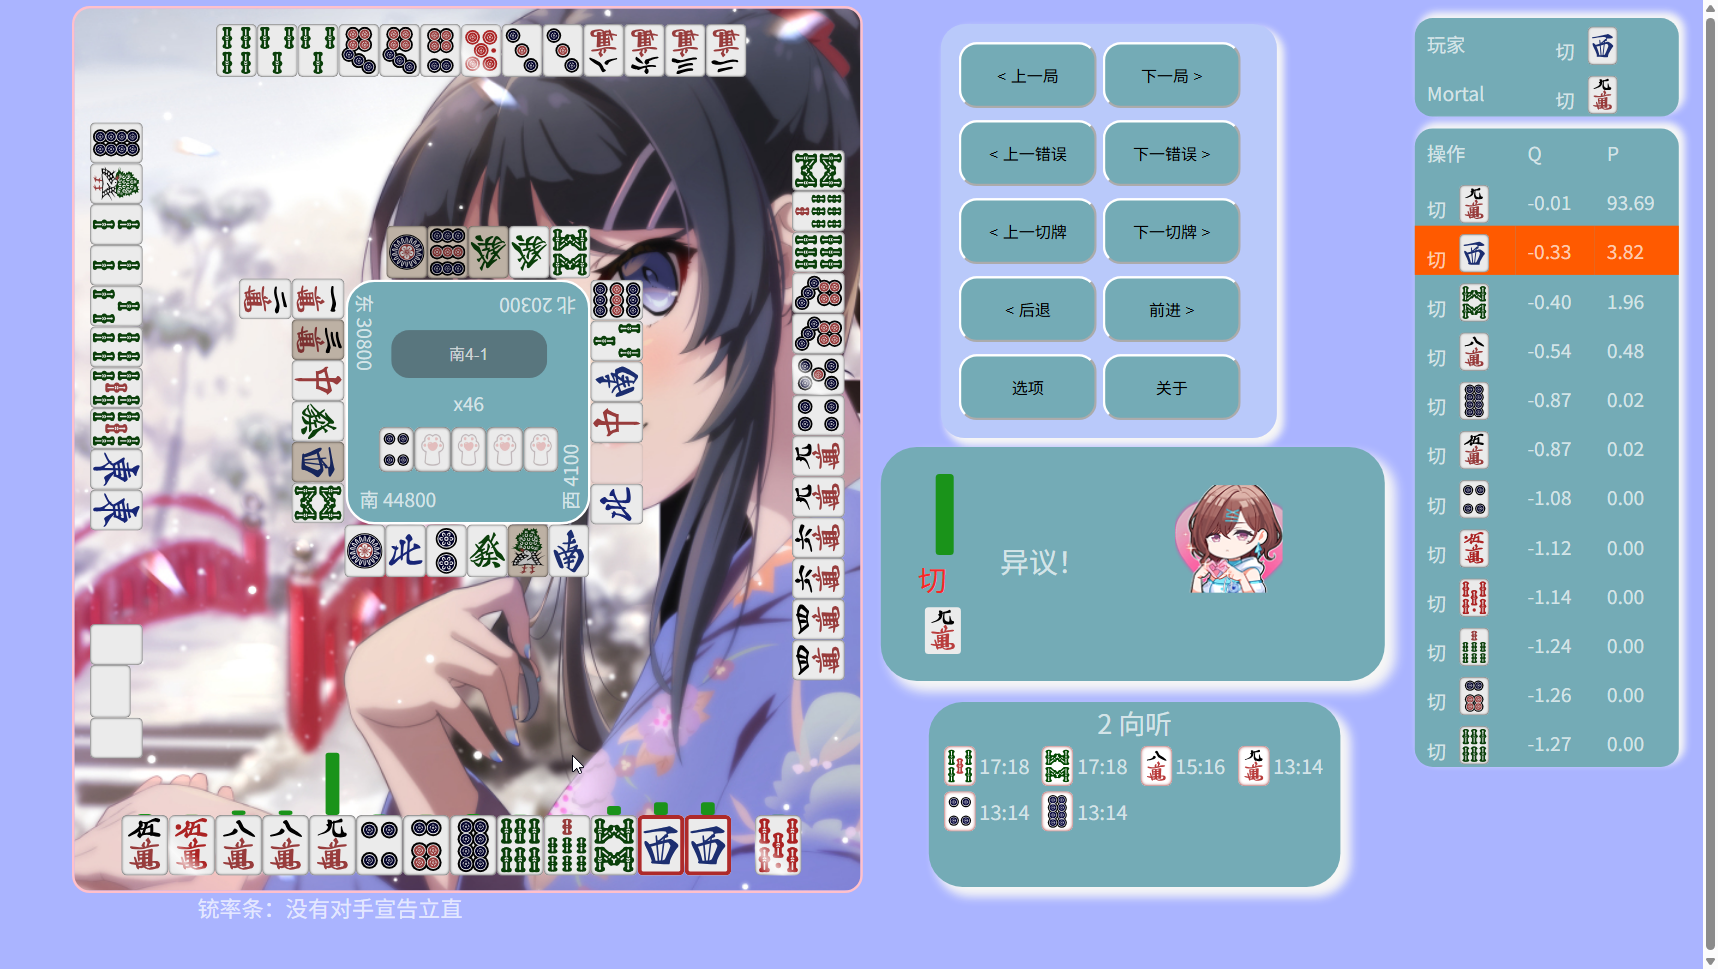 东 30800
北 20300
南4-1
x46
南 44800
西 4100
铳率条：没有对手宣告立直
< 上一局
下一局 >
< 上一错误
下一错误 >
< 上一切牌
下一切牌 >
< 后退
前进 >
选项
关于
切
异议！
2 向听
17:18
17:18
15:16
13:14
13:14
13:14
玩家 切
Mortal 切
操作 Q P
切 -0.01 93.69
切 -0.33 3.82
切 -0.40 1.96
切 -0.54 0.48
切 -0.87 0.02
切 -0.87 0.02
切 -1.08 0.00
切 -1.12 0.00
切 -1.14 0.00
切 -1.24 0.00
切 -1.26 0.00
切 -1.27 0.00